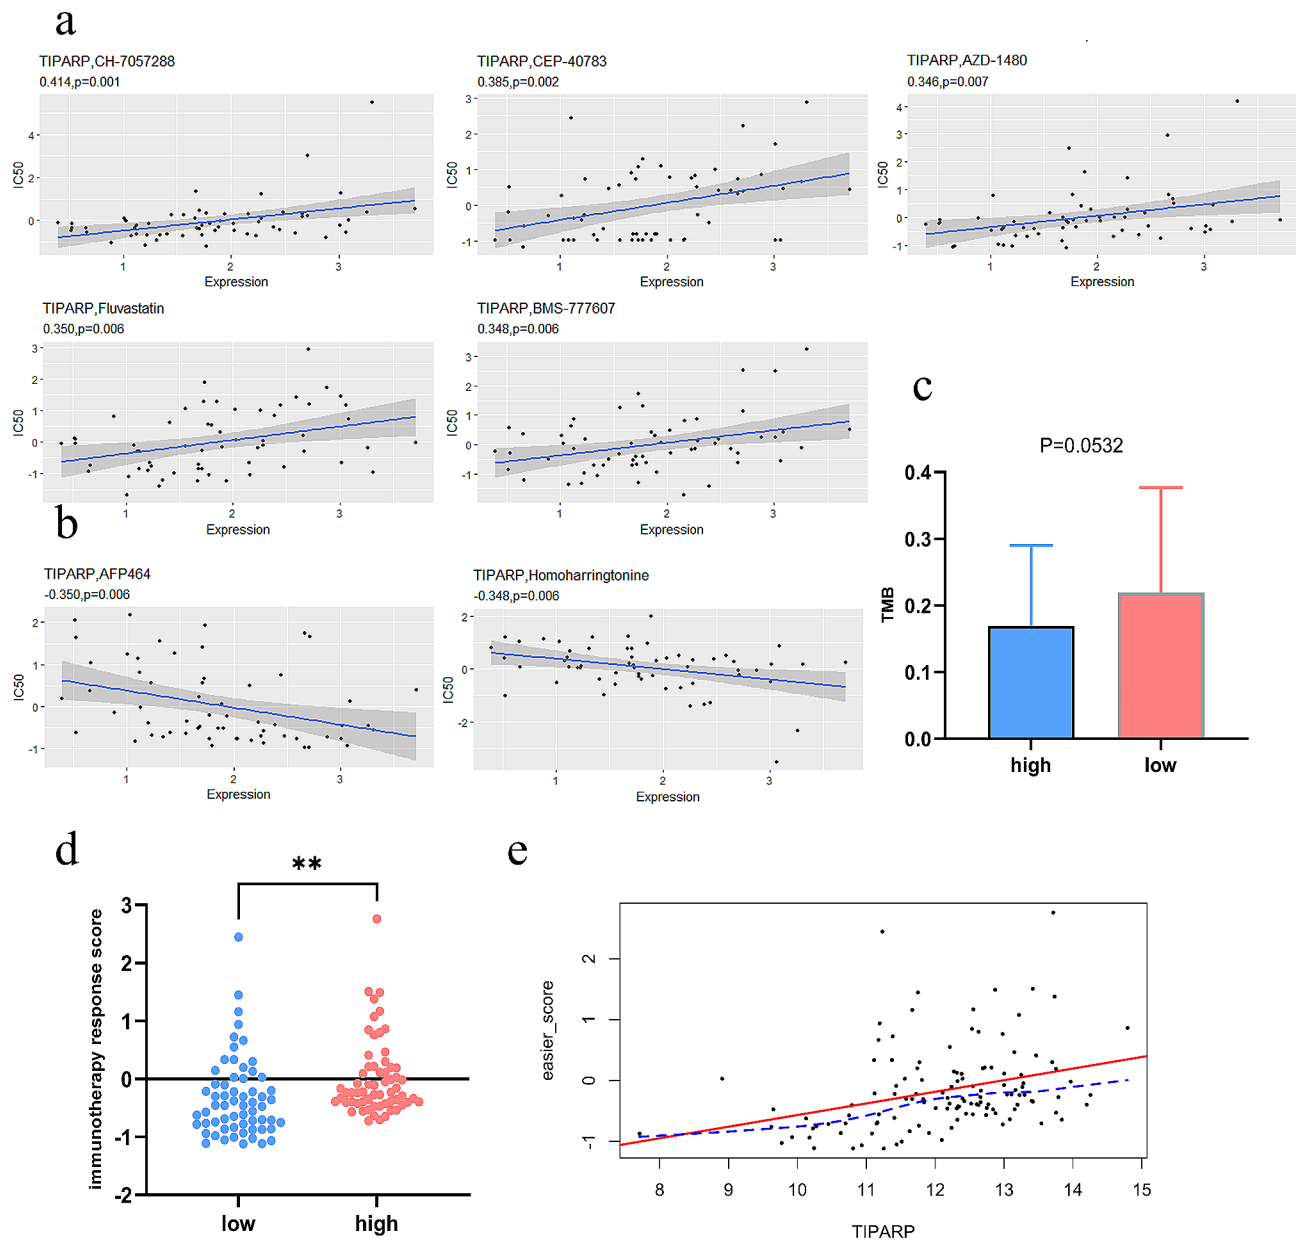 a
TIPARP,CH-7057288
0.414,p=0.001
IC50
4
2
0
1
2
3
Expression
TIPARP,CEP-40783
0.385,p=0.002
IC50
3
2
1
0
-1
1
2
3
Expression
TIPARP,AZD-1480
0.346,p=0.007
IC50
4
3
2
1
0
-1
1
2
3
Expression
TIPARP,Fluvastatin
0.350,p=0.006
IC50
3
2
1
0
-1
1
2
3
Expression
TIPARP,BMS-777607
0.348,p=0.006
IC50
3
2
1
0
-1
1
2
3
Expression
b
TIPARP,AFP464
-0.350,p=0.006
IC50
2
1
0
-1
1
2
3
Expression
TIPARP,Homoharringtonine
-0.348,p=0.006
IC50
2
0
-2
1
2
3
Expression
c
P=0.0532
TMB
0.4
0.3
0.2
0.1
0.0
high
low
d
**
immunotherapy response score
3
2
1
0
-1
-2
low
high
e
easier_score
2
1
0
-1
8
9
10
11
12
13
14
15
TIPARP